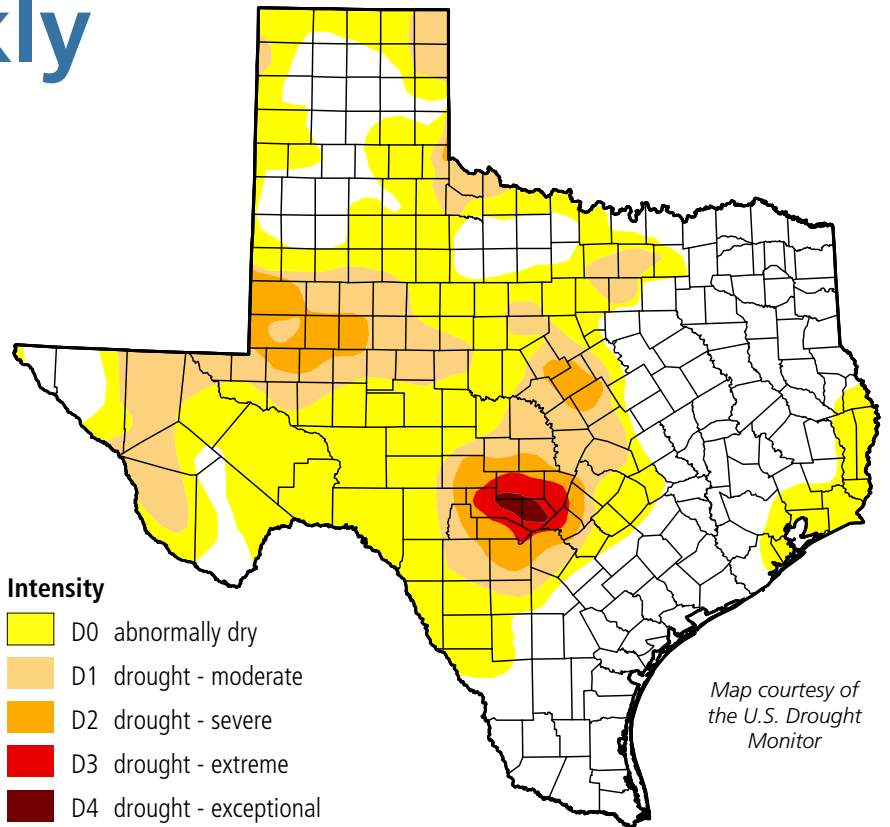 kly
Intensity
D0 abnormally dry
D1 drought - moderate
D2 drought - severe
D3 drought - extreme
D4 drought - exceptional
Map courtesy of
the U.S. Drought
Monitor